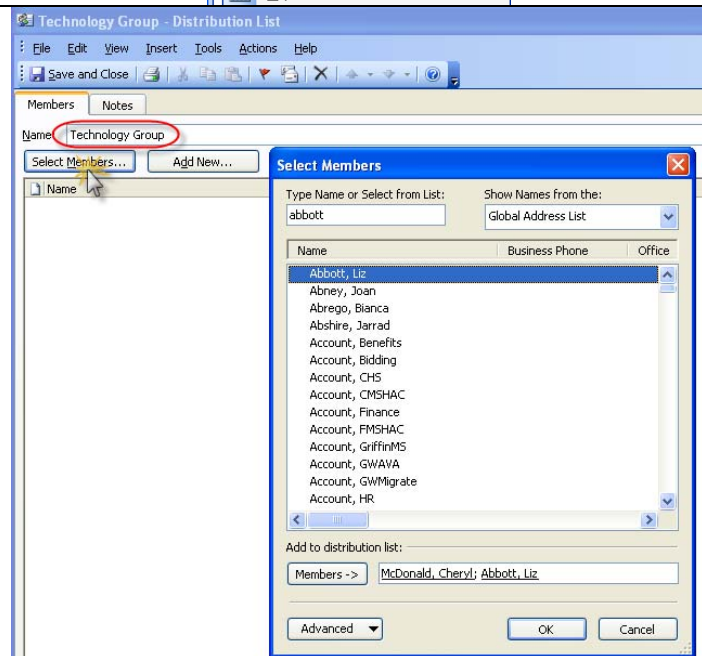 Technology Group - Distribution List
File Edit View Insert Tools Actions Help
Save and Close
Members Notes
Name Technology Group
Select Members... Add New...
Name
Select Members
Type Name or Select from List: Show Names from the:
abbott Global Address List
Name Business Phone Office
Abbott, Liz
Abney, Joan
Abrego, Bianca
Abshire, Jarrad
Account, Benefits
Account, Bidding
Account, CHS
Account, CMSHAC
Account, Finance
Account, FMSHAC
Account, GriffinMS
Account, GWAVA
Account, GWMigrate
Account, HR
Add to distribution list:
Members -> McDonald, Cheryl; Abbott, Liz
Advanced OK Cancel